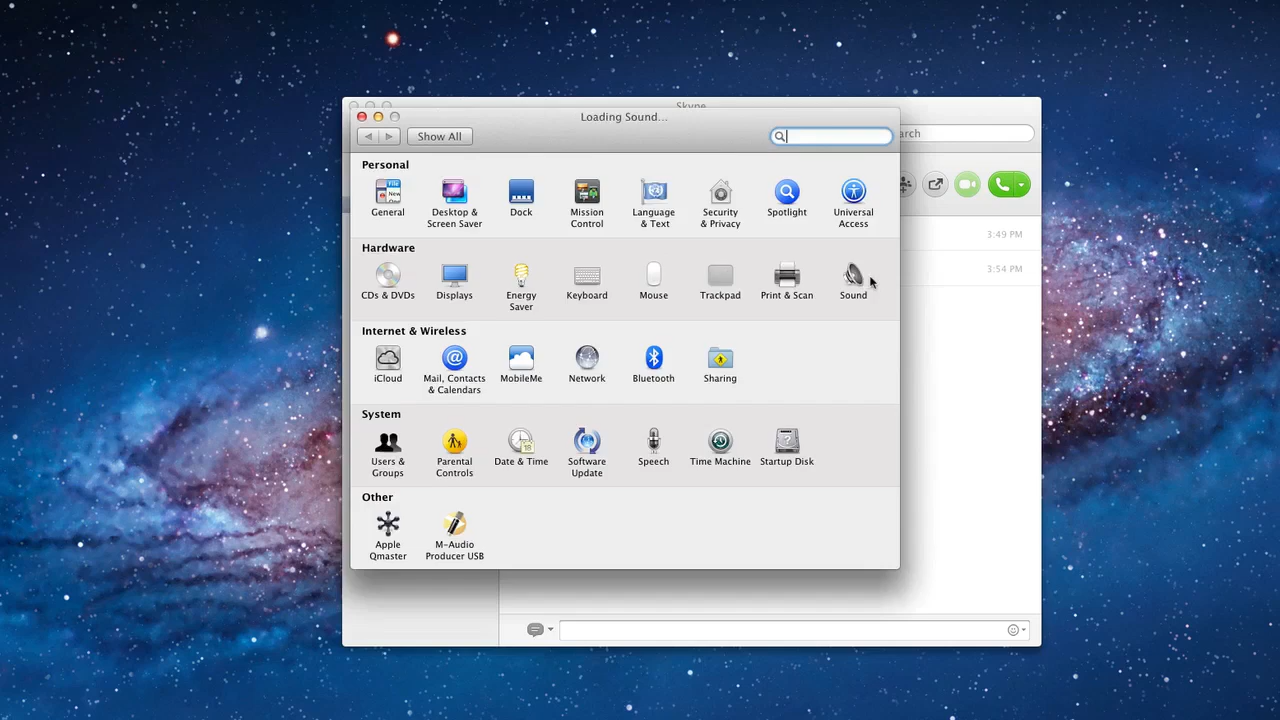 Skype
Loading Sound...
Show All
arch
Personal
General
Desktop &
Screen Saver
Dock
Mission
Control
Language
& Text
Security
& Privacy
Spotlight
Universal
Access
3:49 PM
Hardware
3:54 PM
CDs & DVDs
Displays
Energy
Saver
Keyboard
Mouse
Trackpad
Print & Scan
Sound
Internet & Wireless
iCloud
Mail, Contacts
& Calendars
MobileMe
Network
Bluetooth
Sharing
System
Users &
Groups
Parental
Controls
Date & Time
Software
Update
Speech
Time Machine
Startup Disk
Other
Apple
Qmaster
M-Audio
Producer USB